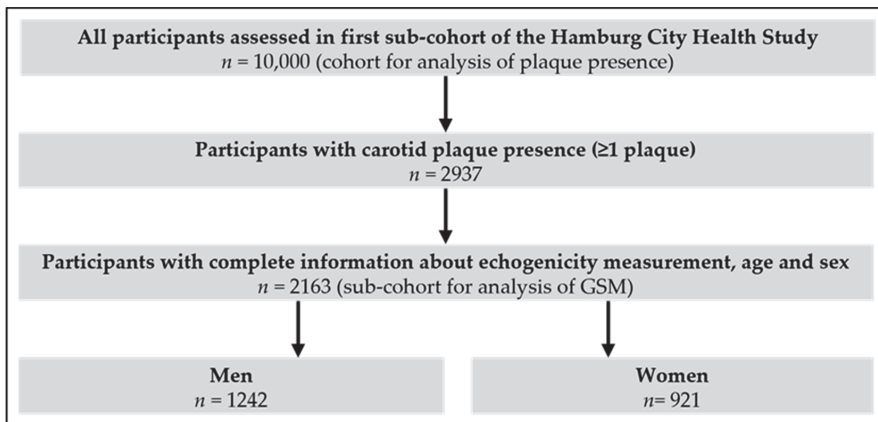 All participants assessed in first sub-cohort of the Hamburg City Health Study
n = 10,000 (cohort for analysis of plaque presence)
Participants with carotid plaque presence (≥1 plaque)
n = 2937
Participants with complete information about echogenicity measurement, age and sex
n = 2163 (sub-cohort for analysis of GSM)
Men
n = 1242
Women
n= 921